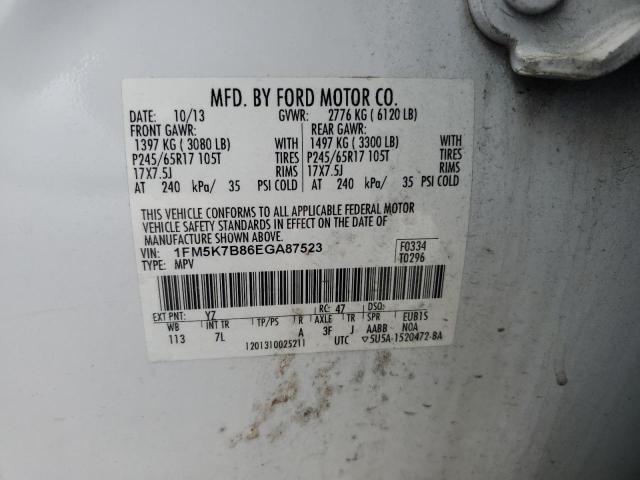 MFD. BY FORD MOTOR CO.
DATE: 10/13 GVWR: 2776 KG ( 6120 LB)
FRONT GAWR: REAR GAWR:
1397 KG ( 3080 LB) WITH 1497 KG ( 3300 LB) WITH
P245/65R17 105T TIRES P245/65R17 105T TIRES
17X7.5J 17X7.5J
AT 240 kPa/ 35 PSI COLD AT 240 kPa/ 35 PSI COLD
THIS VEHICLE CONFORMS TO ALL APPLICABLE FEDERAL MOTOR
VEHICLE SAFETY STANDARDS IN EFFECT ON THE DATE OF
MANUFACTURE SHOWN ABOVE.
VIN: 1FM5K7B86EGA87523 F0334
TYPE: MPV T0296
EXT PNT: YZ RC: 47 DSO:
WB INT TR TP/PS R AXLE TR SPR EUB1S
113 7L A 3F J AABB N0A
1201310025211 UTC ▽5U5A-1520472-BA